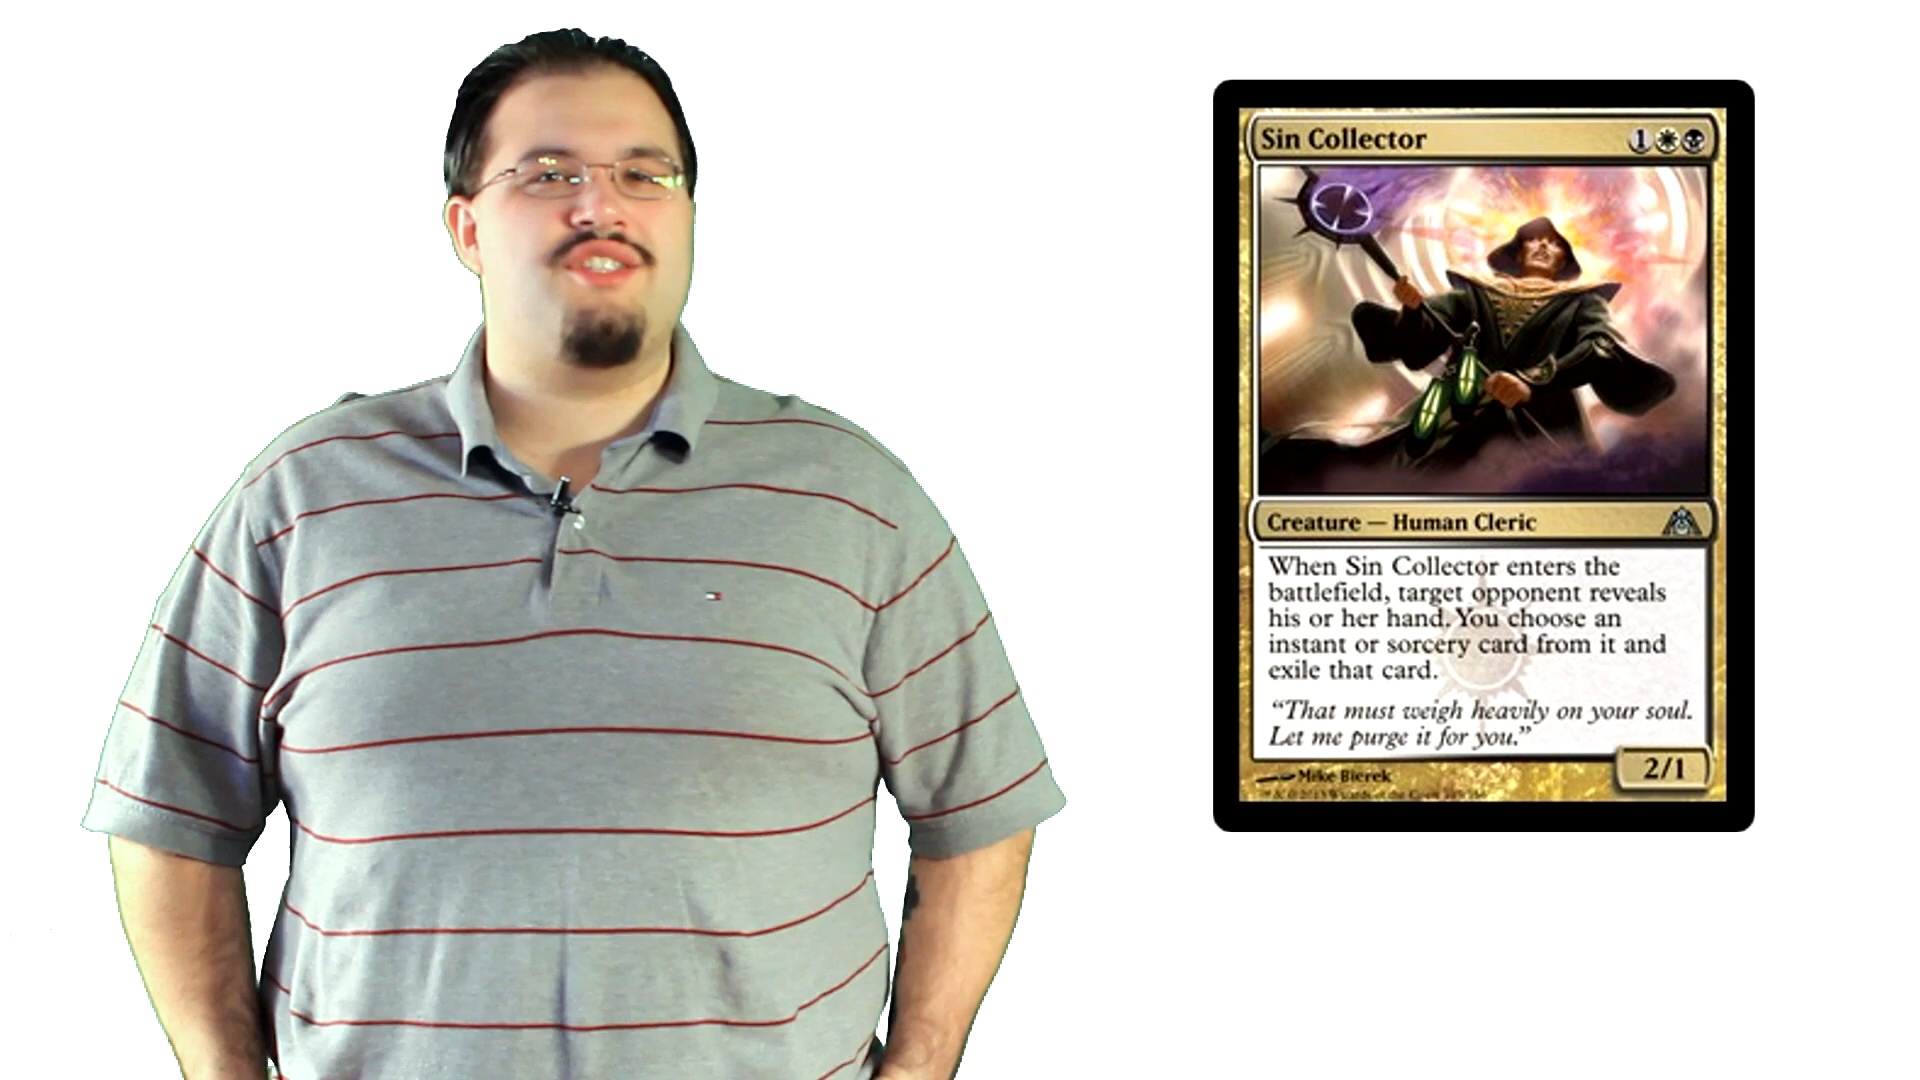 Sin Collector 1
Creature — Human Cleric
When Sin Collector enters the
battlefield, target opponent reveals
his or her hand. You choose an
instant or sorcery card from it and
exile that card.
“That must weigh heavily on your soul.
Let me purge it for you.”
2/1
Mike Bierek